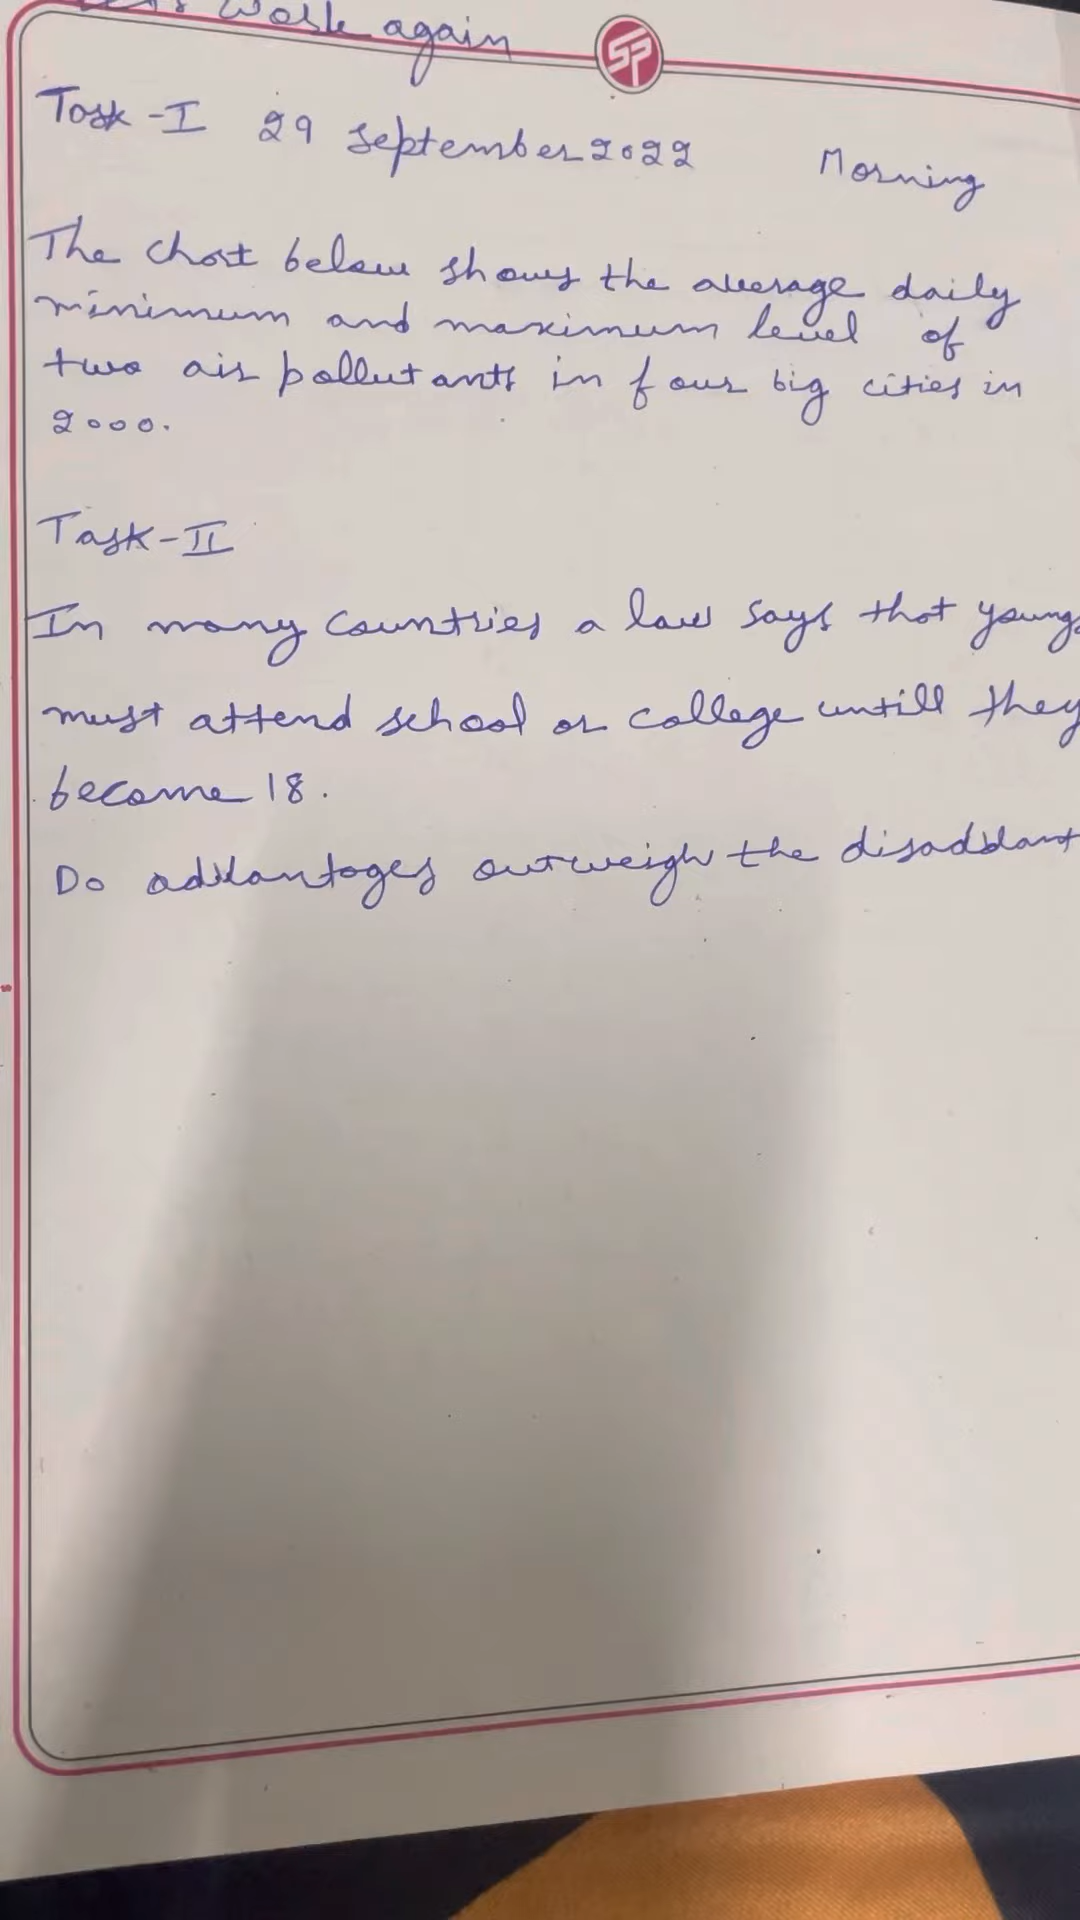 work again
SP
Task -I 29 September 2022 Morning
The chart below shows the average daily
minimum and maximum level of
two air pollutants in four big cities in
2000.
Task-II
In many countries a law says that young
must attend school or college untill they
become 18.
Do advantages outweigh the disadvant